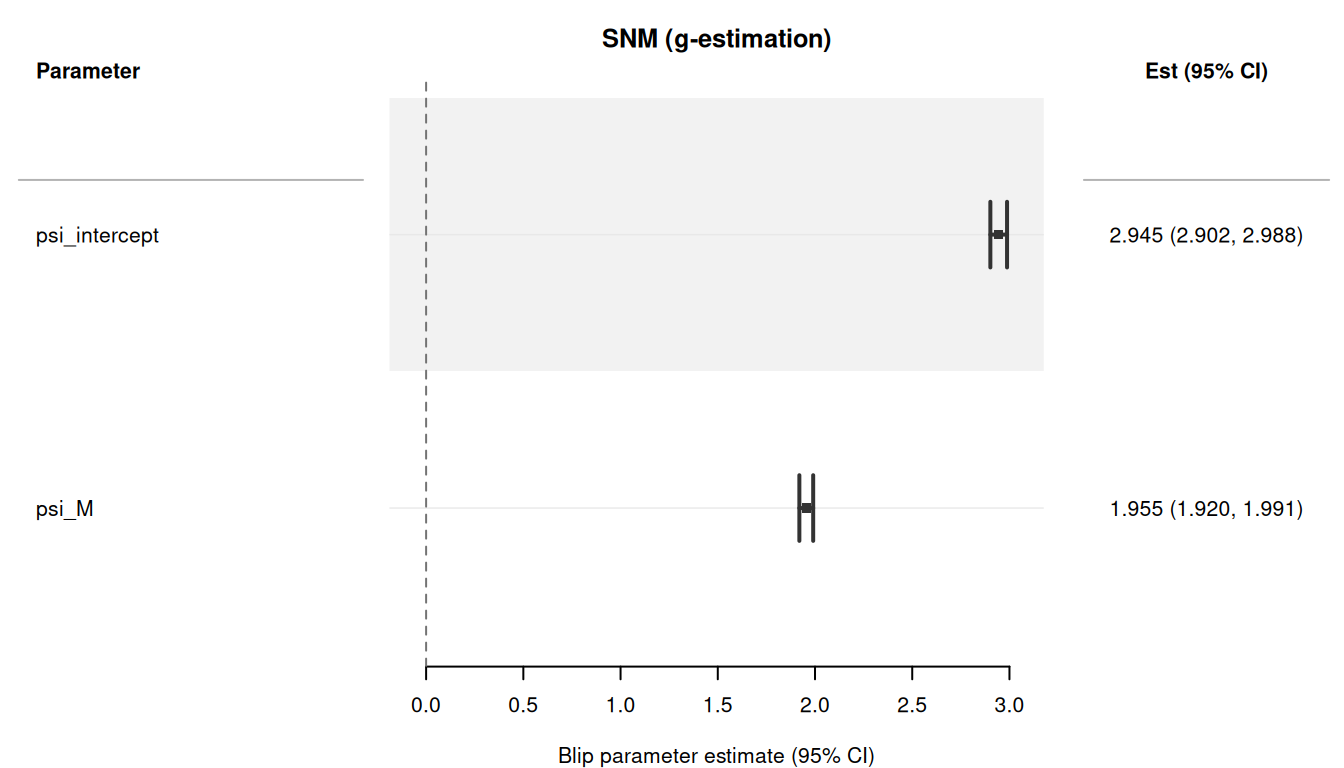 SNM (g-estimation)
Parameter
Est (95% CI)
psi_intercept
2.945 (2.902, 2.988)
psi_M
1.955 (1.920, 1.991)
0.0 0.5 1.0 1.5 2.0 2.5 3.0
Blip parameter estimate (95% CI)